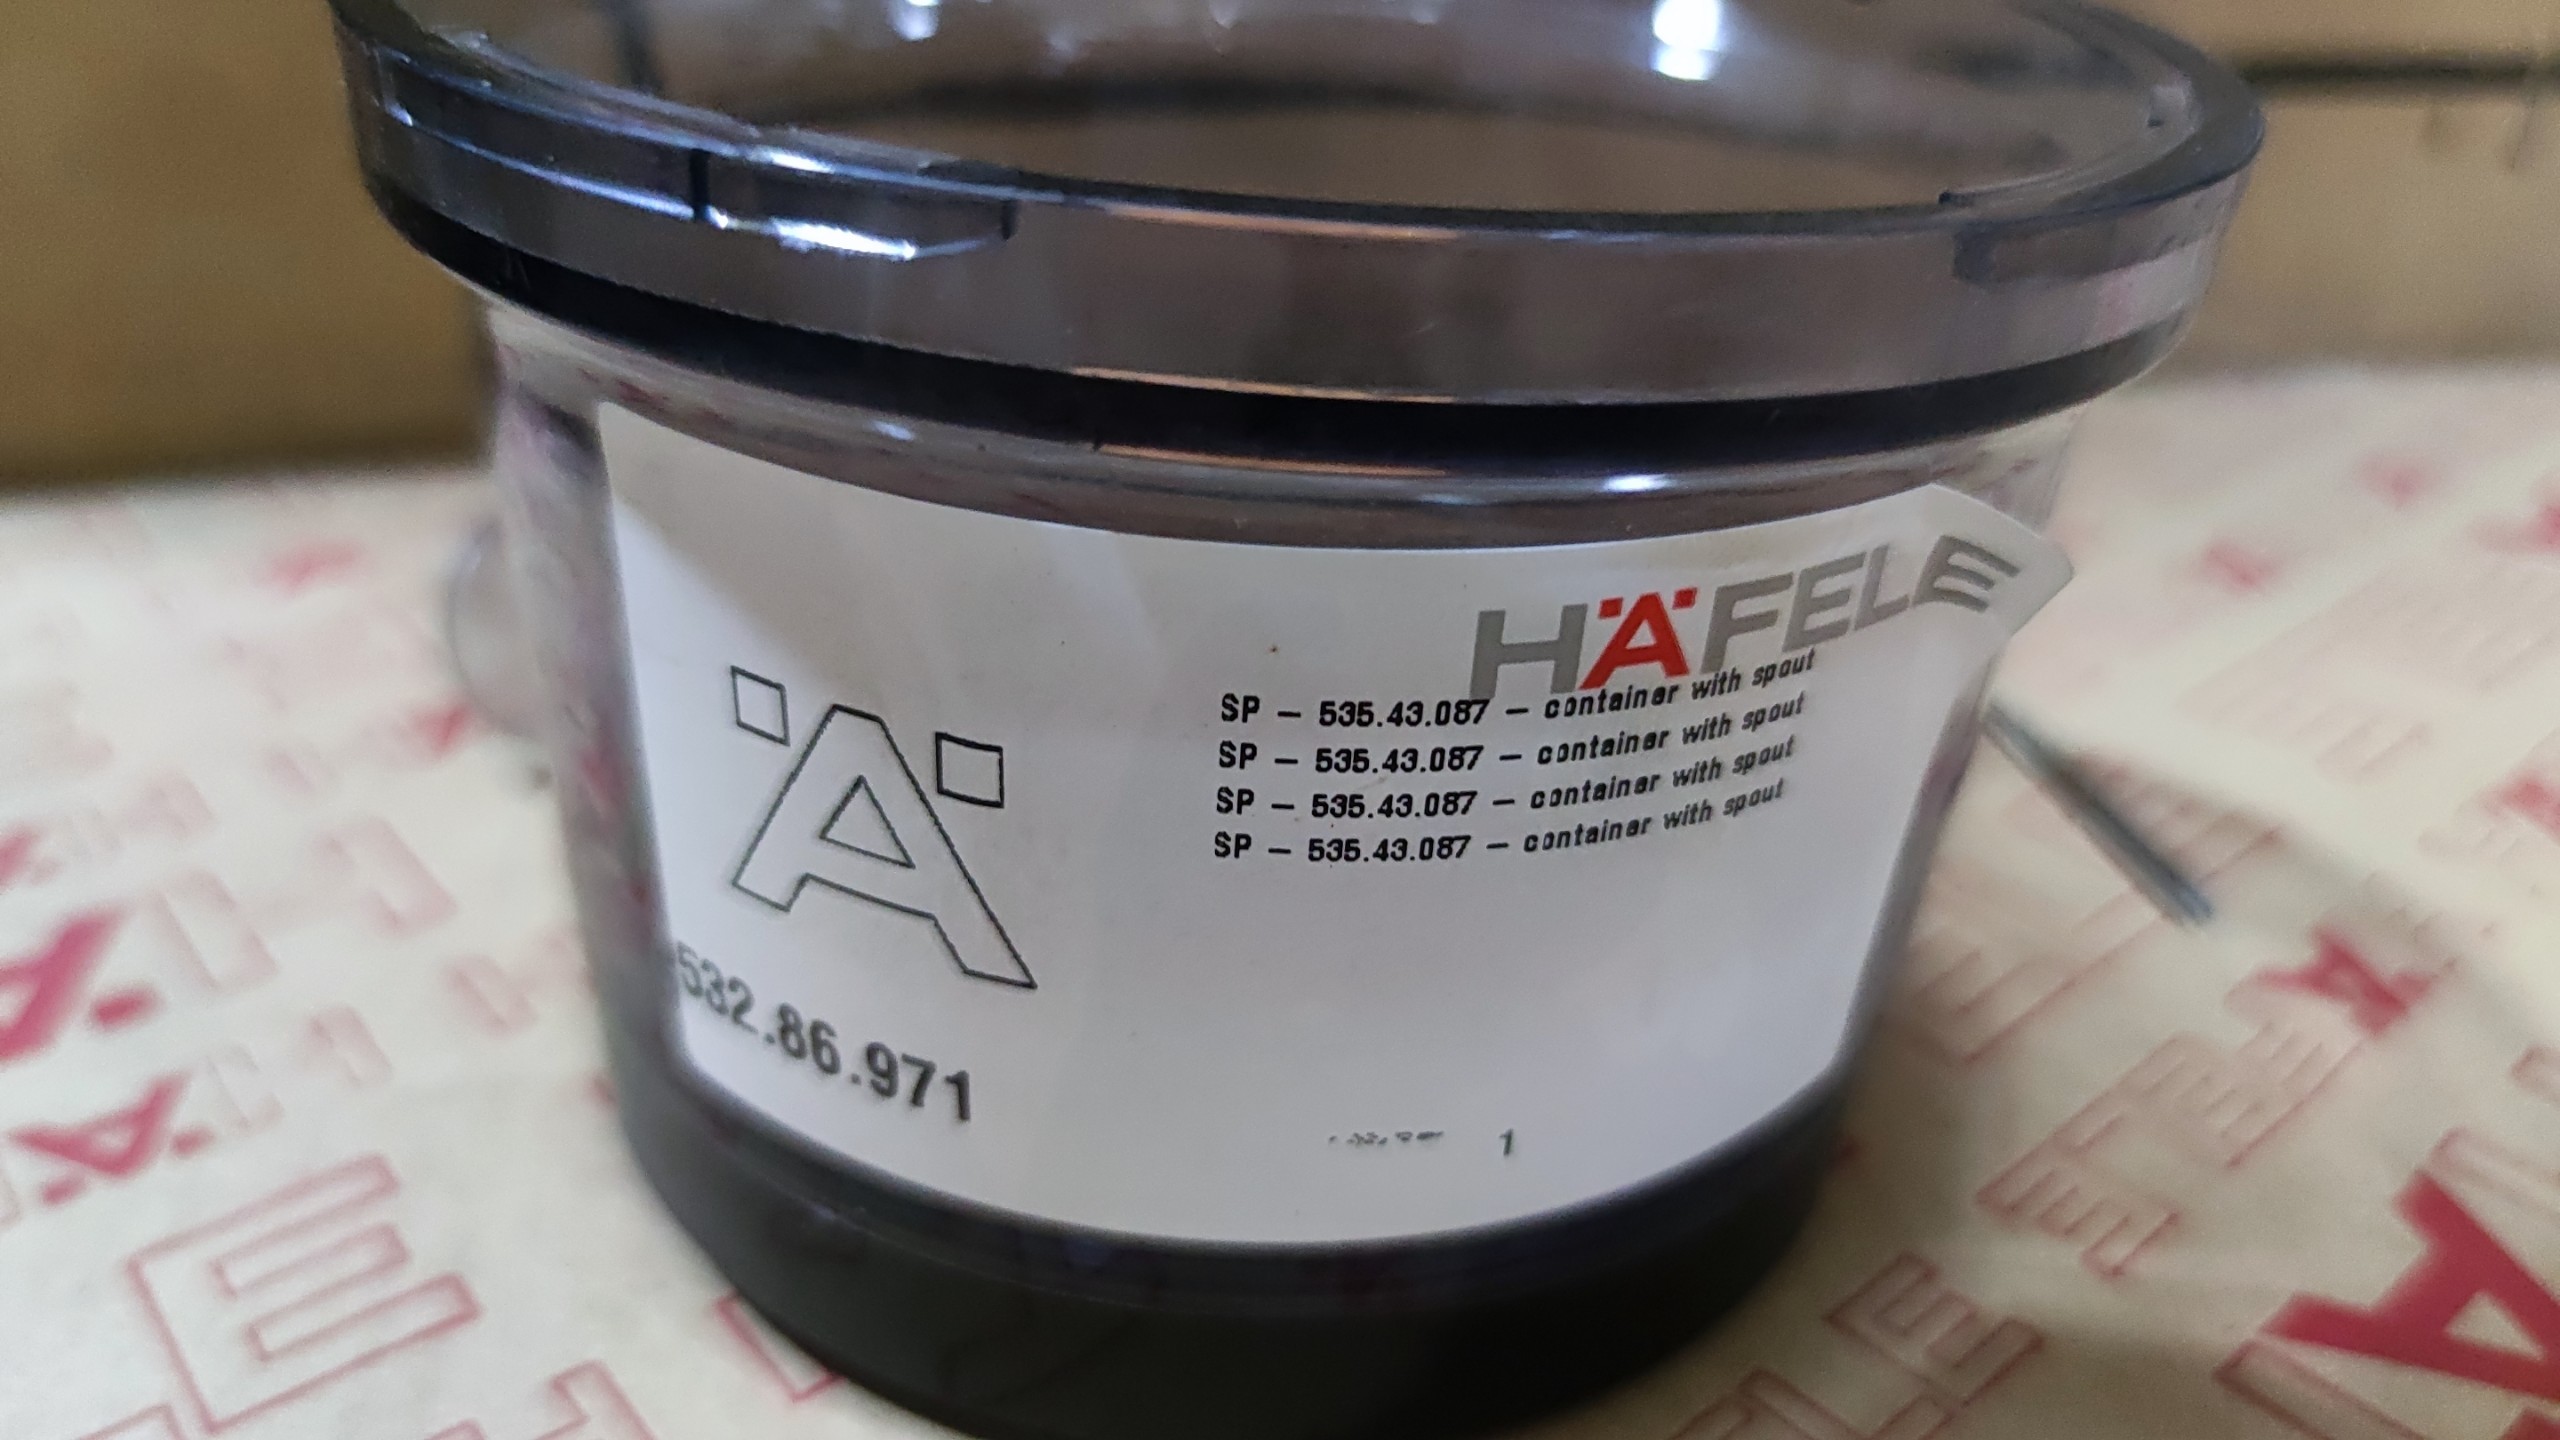 HÄFELE
SP – 535.43.087 – container with spout
SP – 535.43.087 – container with spout
SP – 535.43.087 – container with spout
SP – 535.43.087 – container with spout
Ä
532.86.971
1